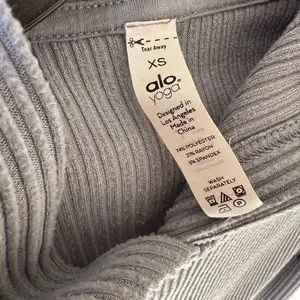 Tear Away
XS
alo
yoga
Designed in
Los Angeles
Made in
China
74% POLYESTER
21% RAYON
5% SPANDEX
WASH
SEPARATELY